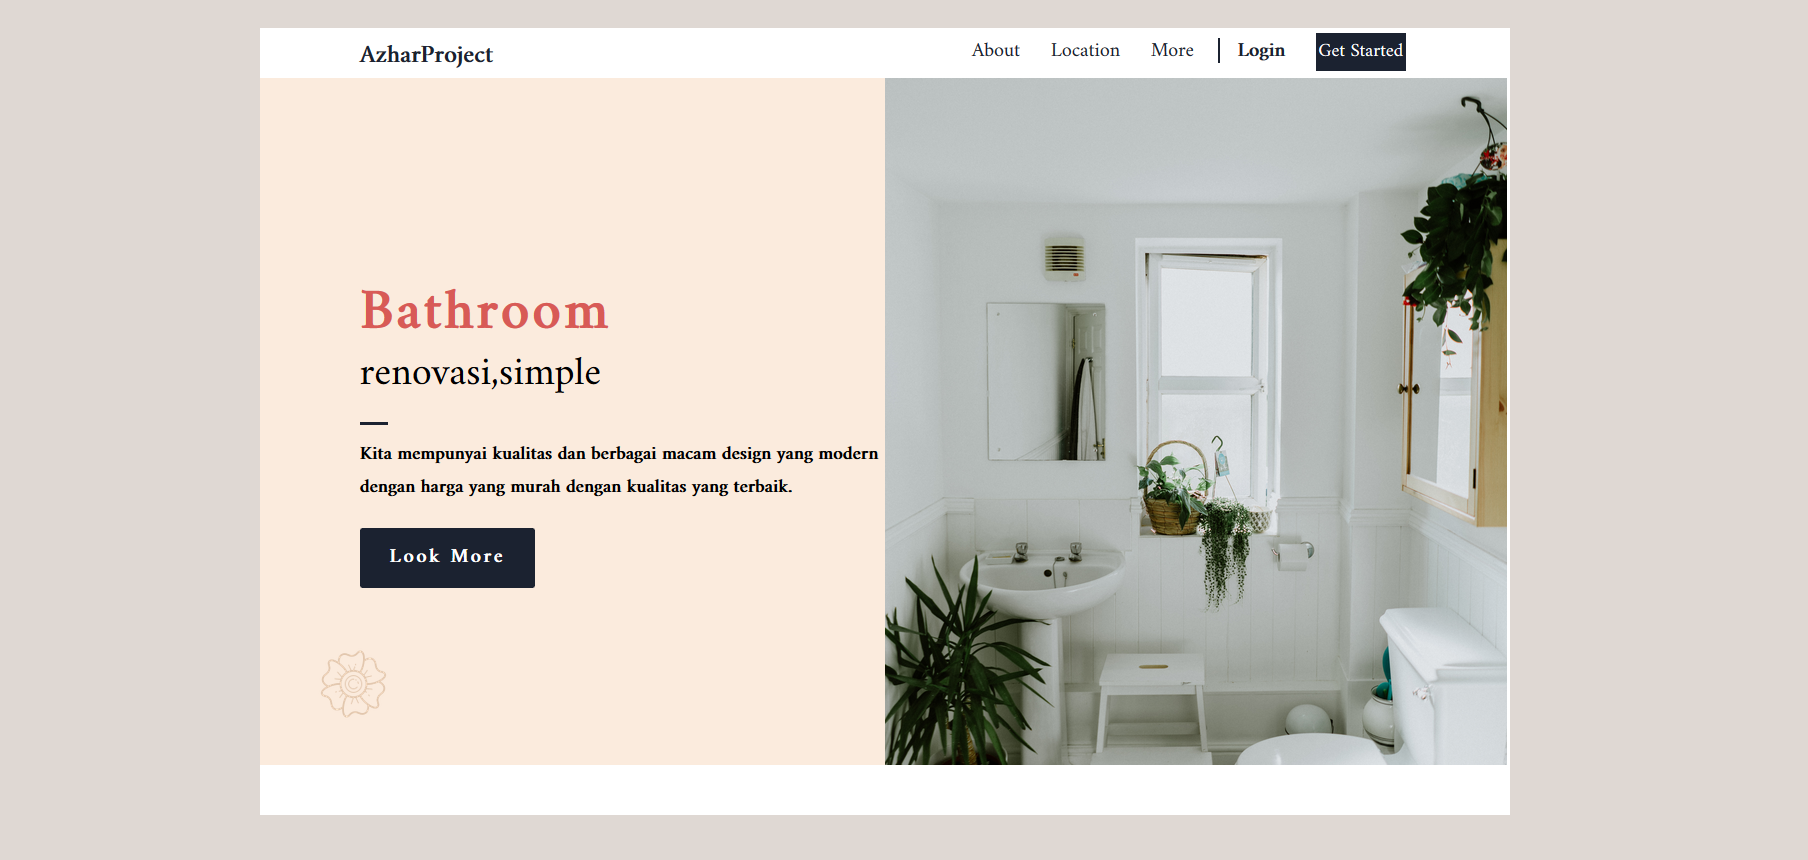 AzharProject
About Location More Login Get Started
Bathroom
renovasi,simple
Kita mempunyai kualitas dan berbagai macam design yang modern
dengan harga yang murah dengan kualitas yang terbaik.
Look More